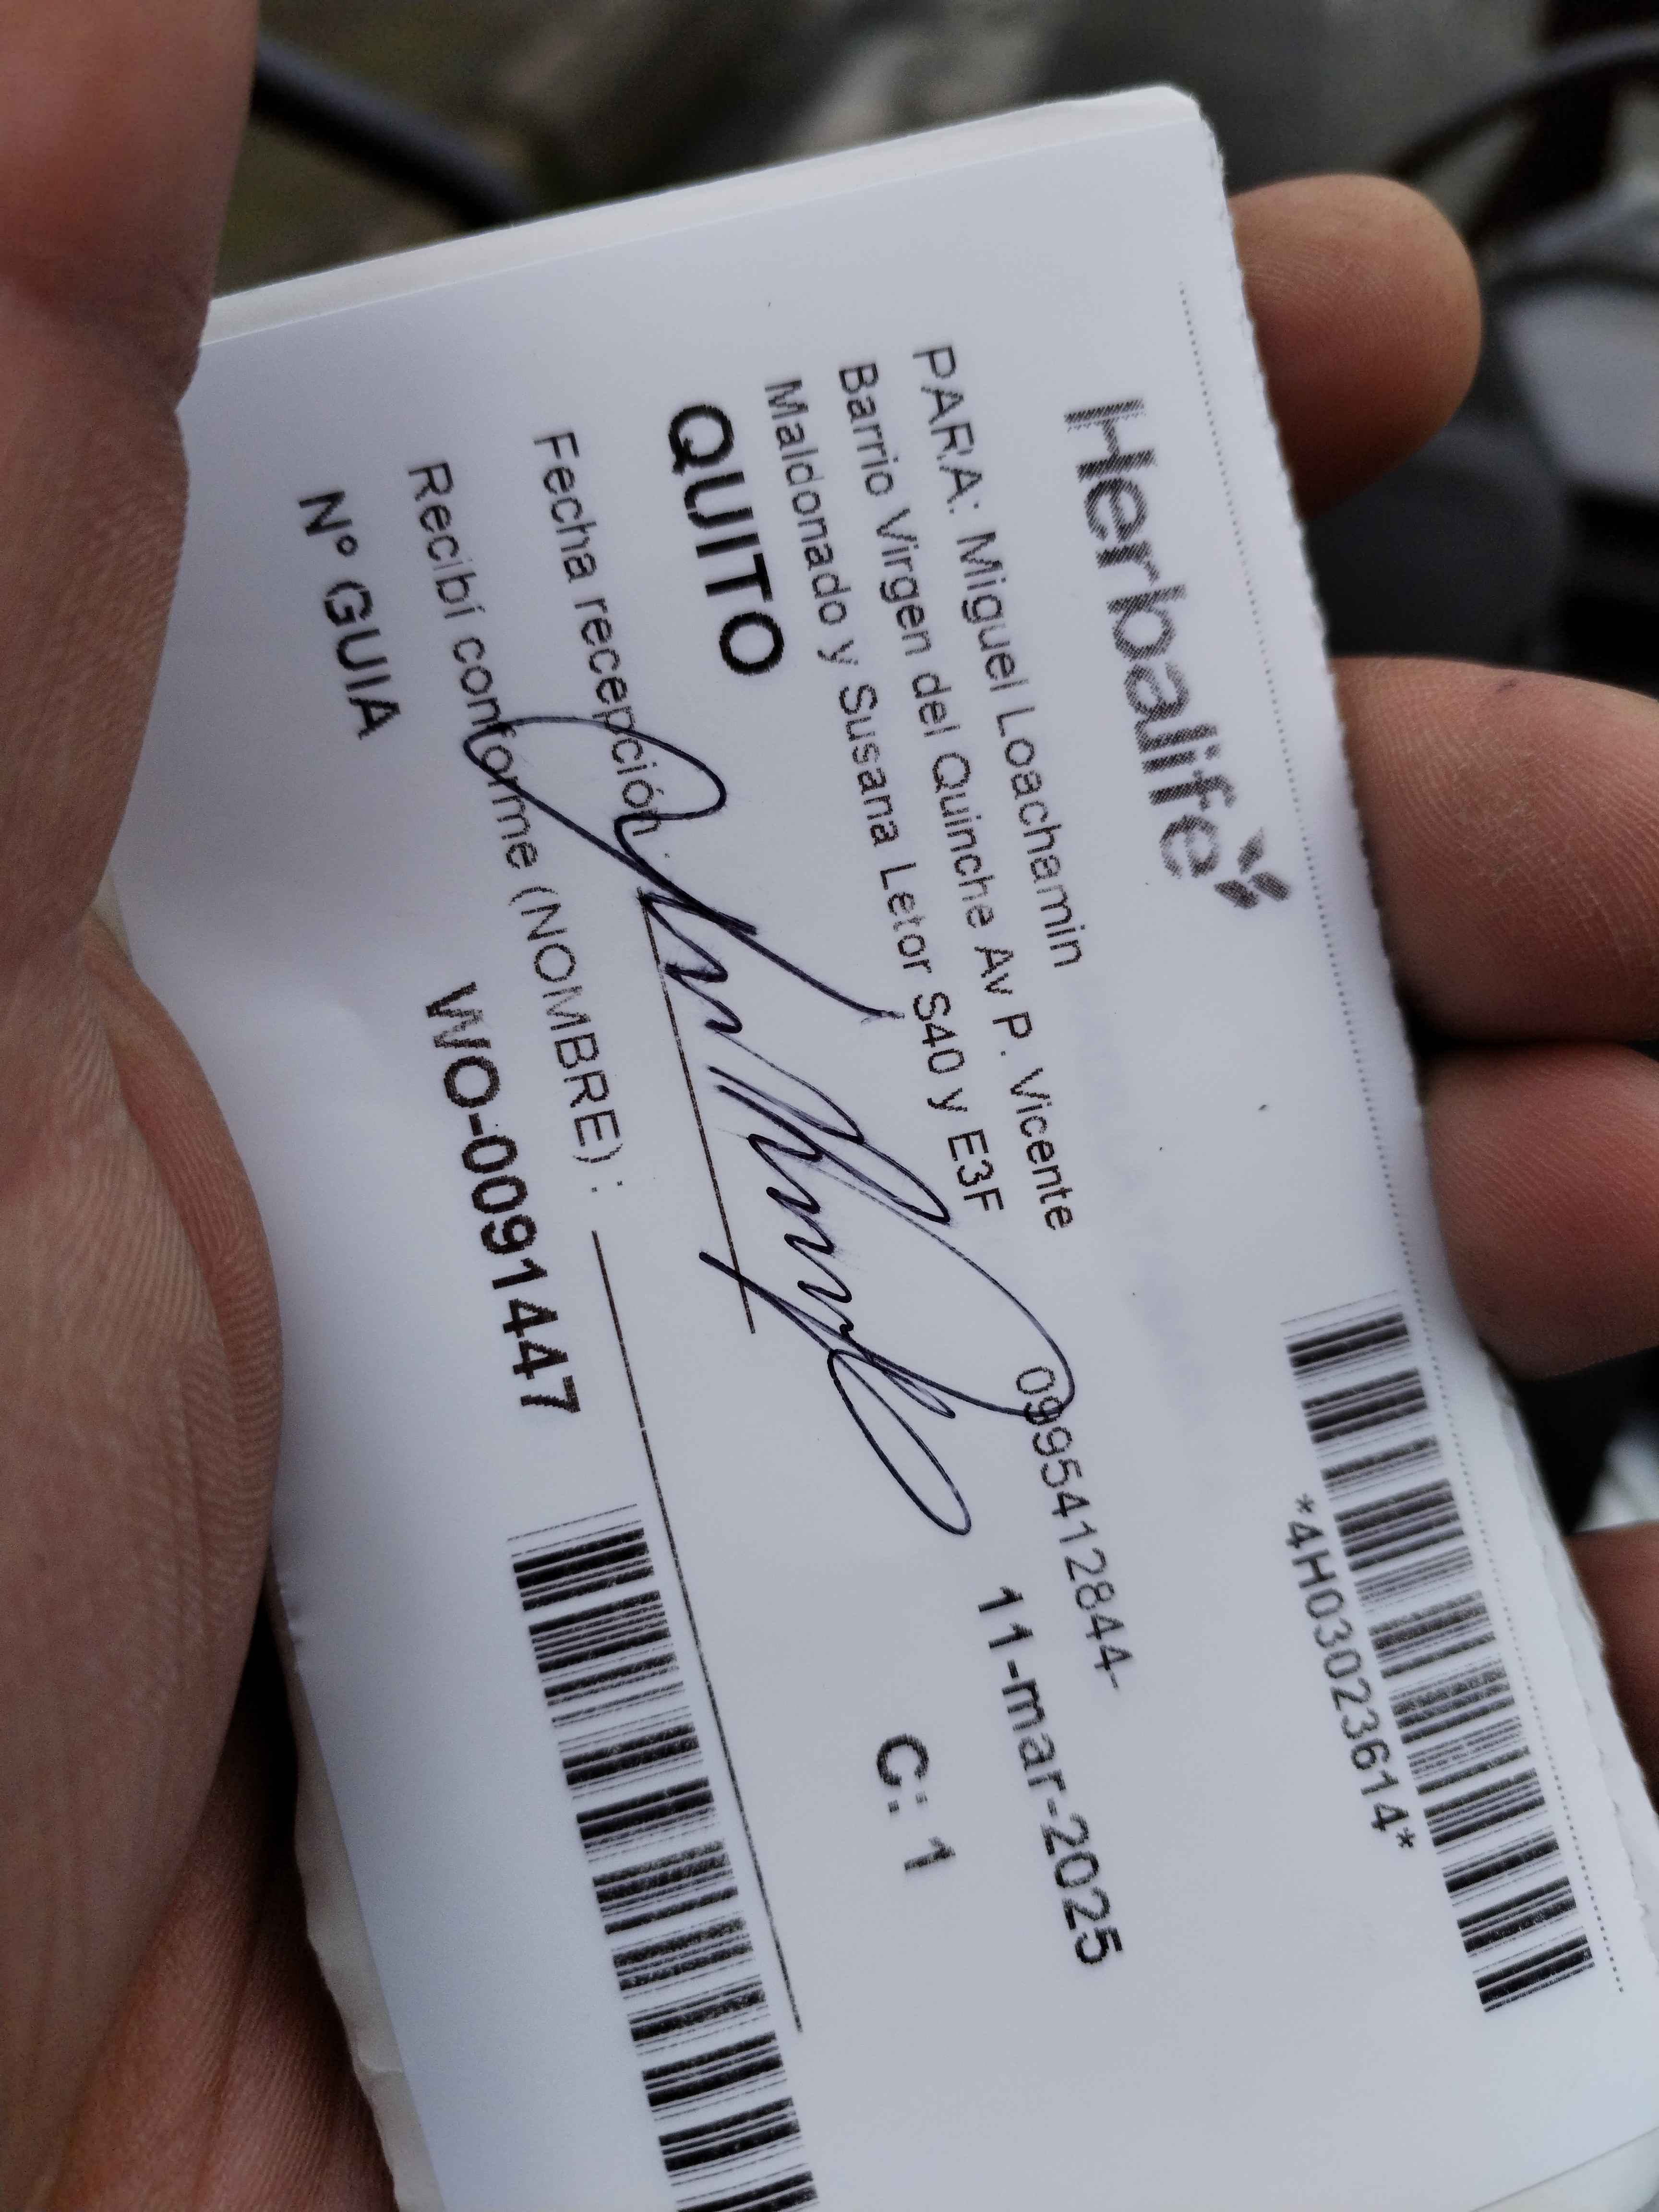 Herbalife
*4H03023614*
PARA: Miguel Loachamin
Barrio Virgen del Quinche Av P. Vicente
Maldonado y Susana Letor S40 y E3F
0995412844-
QUITO
11-mar-2025
Fecha recepción :
C: 1
Recibí conforme (NOMBRE) :
Nº GUIA
WO-0091447